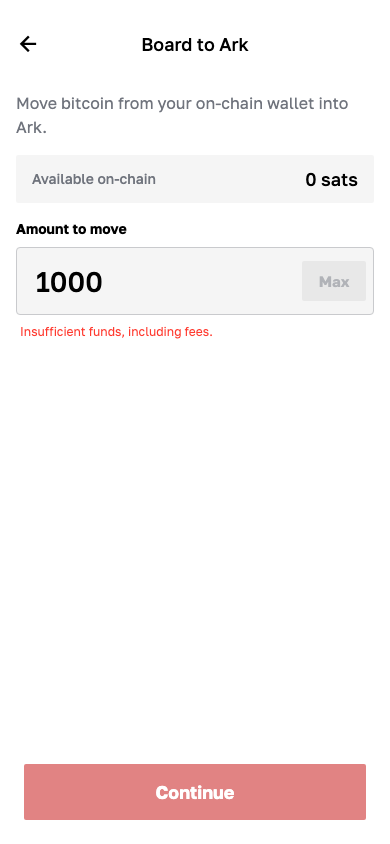 Board to Ark
Move bitcoin from your on-chain wallet into
Ark.
Available on-chain
0 sats
Amount to move
1000
Max
Insufficient funds, including fees.
Continue